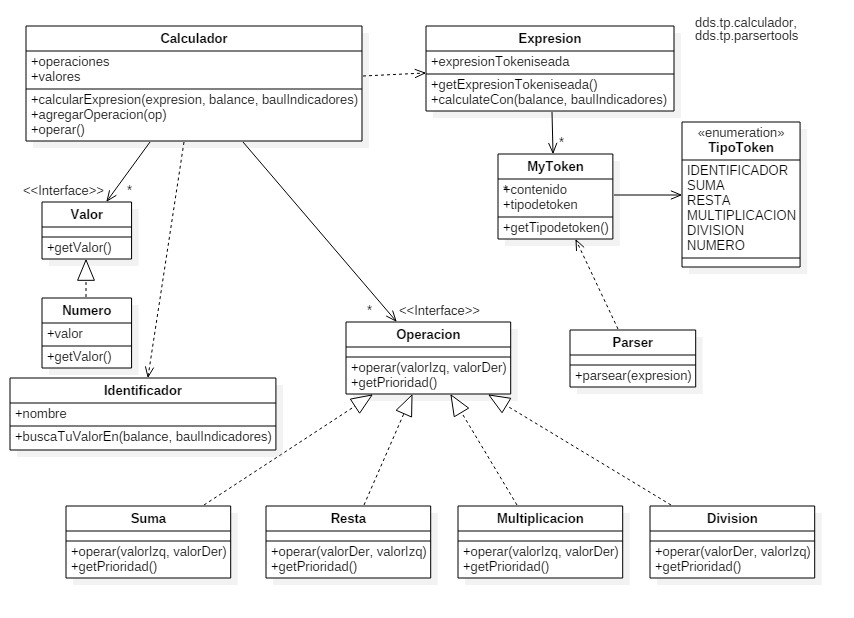 dds.tp.calculador,
dds.tp.parsertools
Calculador
+operaciones
+valores
+calcularExpresion(expresion, balance, baulIndicadores)
+agregarOperacion(op)
+operar()
Expresion
+expresionTokeniseada
+getExpresionTokeniseada()
+calculateCon(balance, baulIndicadores)
*
MyToken
+contenido
+tipodetoken
+getTipodetoken()
«enumeration»
TipoToken
IDENTIFICADOR
SUMA
RESTA
MULTIPLICACION
DIVISION
NUMERO
<<Interface>> *
Valor
+getValor()
Numero
+valor
+getValor()
Identificador
+nombre
+buscaTuValorEn(balance, baulIndicadores)
* <<Interface>>
Operacion
+operar(valorIzq, valorDer)
+getPrioridad()
Parser
+parsear(expresion)
Suma
+operar(valorIzq, valorDer)
+getPrioridad()
Resta
+operar(valorDer, valorIzq)
+getPrioridad()
Multiplicacion
+operar(valorIzq, valorDer)
+getPrioridad()
Division
+operar(valorDer, valorIzq)
+getPrioridad()